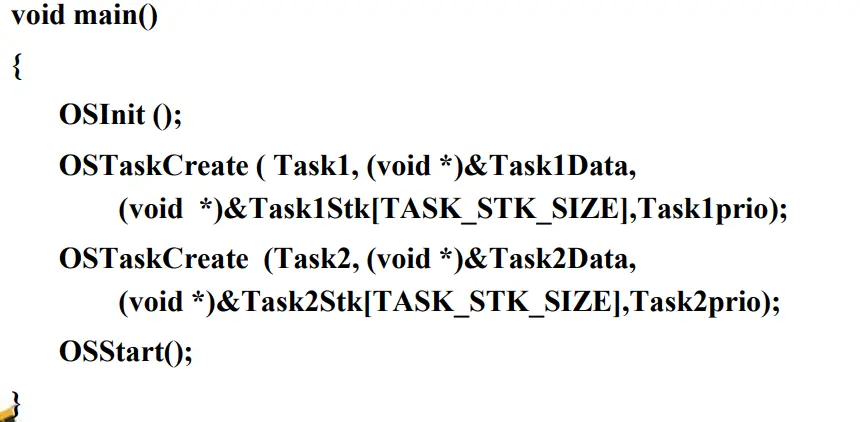 void main()
{
OSInit ();
OSTaskCreate ( Task1, (void *)&Task1Data,
(void  *)&Task1Stk[TASK_STK_SIZE],Task1prio);
OSTaskCreate  (Task2, (void *)&Task2Data,
(void *)&Task2Stk[TASK_STK_SIZE],Task2prio);
OSStart();
}